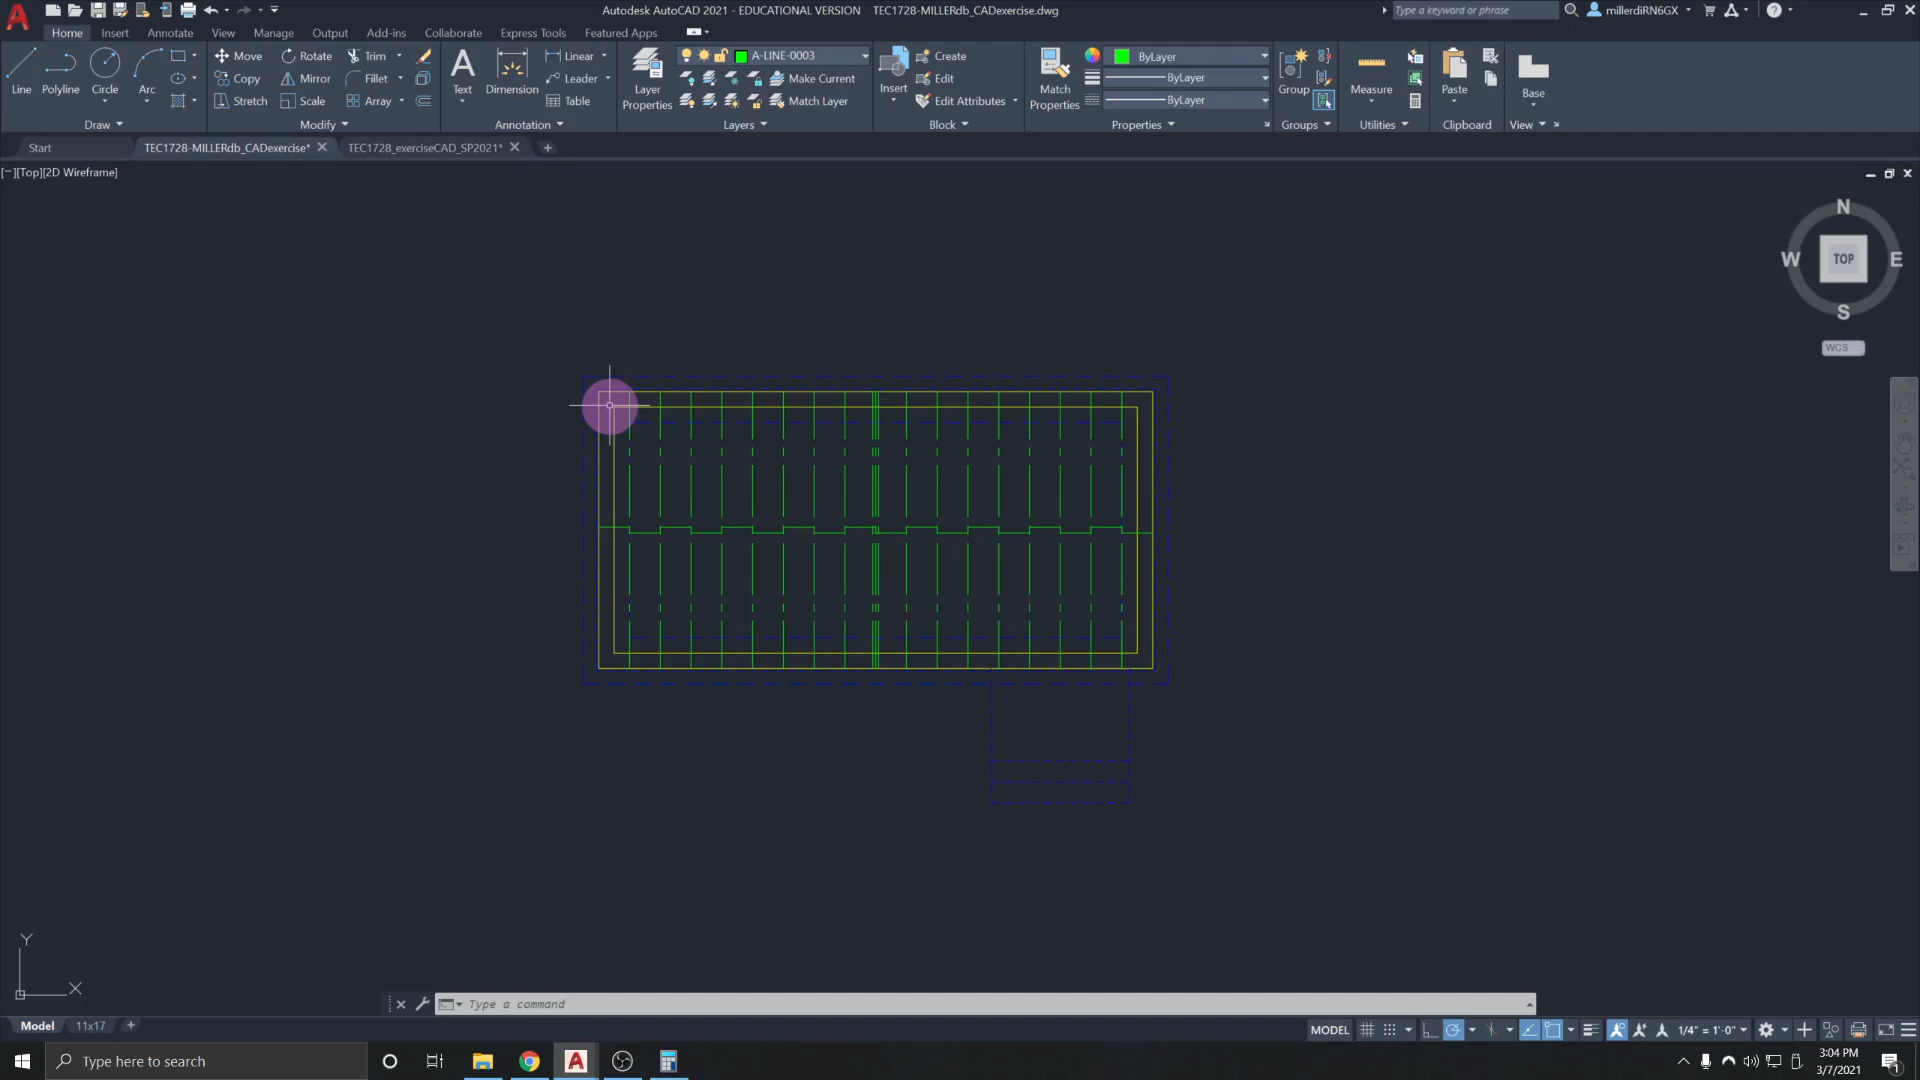 Autodesk AutoCAD 2021 - EDUCATIONAL VERSION TEC1728-MILLERdb_CADexercise.dwg
Type a keyword or phrase
millerdiRN6GX
Home Insert Annotate View Manage Output Add-ins Collaborate Express Tools Featured Apps
Line Polyline Circle Arc
Draw
Move Rotate Trim
Copy Mirror Fillet
Stretch Scale Array
Modify
Text Dimension
Linear
Leader
Table
Annotation
Layer Properties
A-LINE-0003
Make Current
Match Layer
Layers
Insert
Create
Edit
Edit Attributes
Block
Match Properties
ByLayer
ByLayer
ByLayer
Properties
Group
Groups
Measure
Utilities
Paste
Clipboard
Base
View
Start TEC1728-MILLERdb_CADexercise* TEC1728_exerciseCAD_SP2021*
[−][Top][2D Wireframe]
N
W TOP E
S
WCS
Y
X
Type a command
Model 11x17
MODEL 1/4" = 1'-0"
Type here to search
3:04 PM
3/7/2021
1